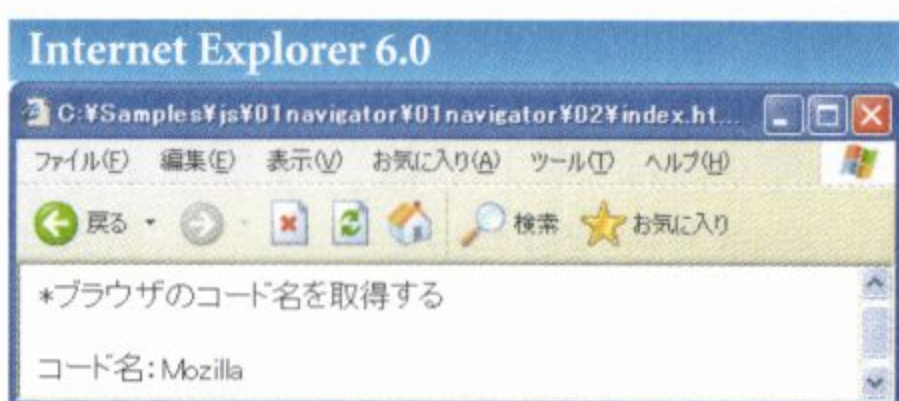 Internet Explorer 6.0
C:¥Samples¥js¥01navigator¥01navigator¥02¥index.ht...
ファイル(F) 編集(E) 表示(V) お気に入り(A) ツール(T) ヘルプ(H)
戻る 検索 お気に入り
*ブラウザのコード名を取得する
コード名:Mozilla